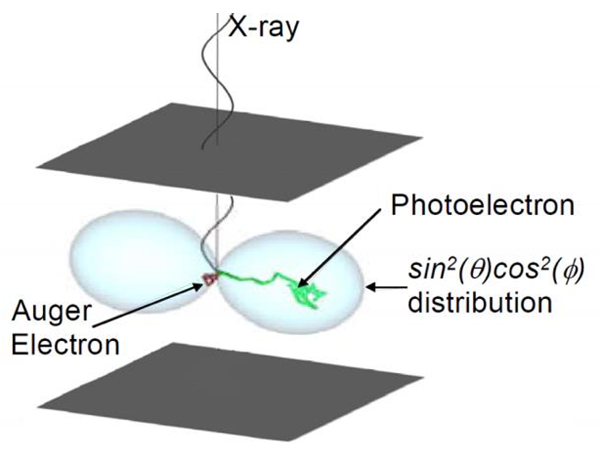 X-ray
Photoelectron
sin²(θ)cos²(ϕ)
distribution
Auger
Electron